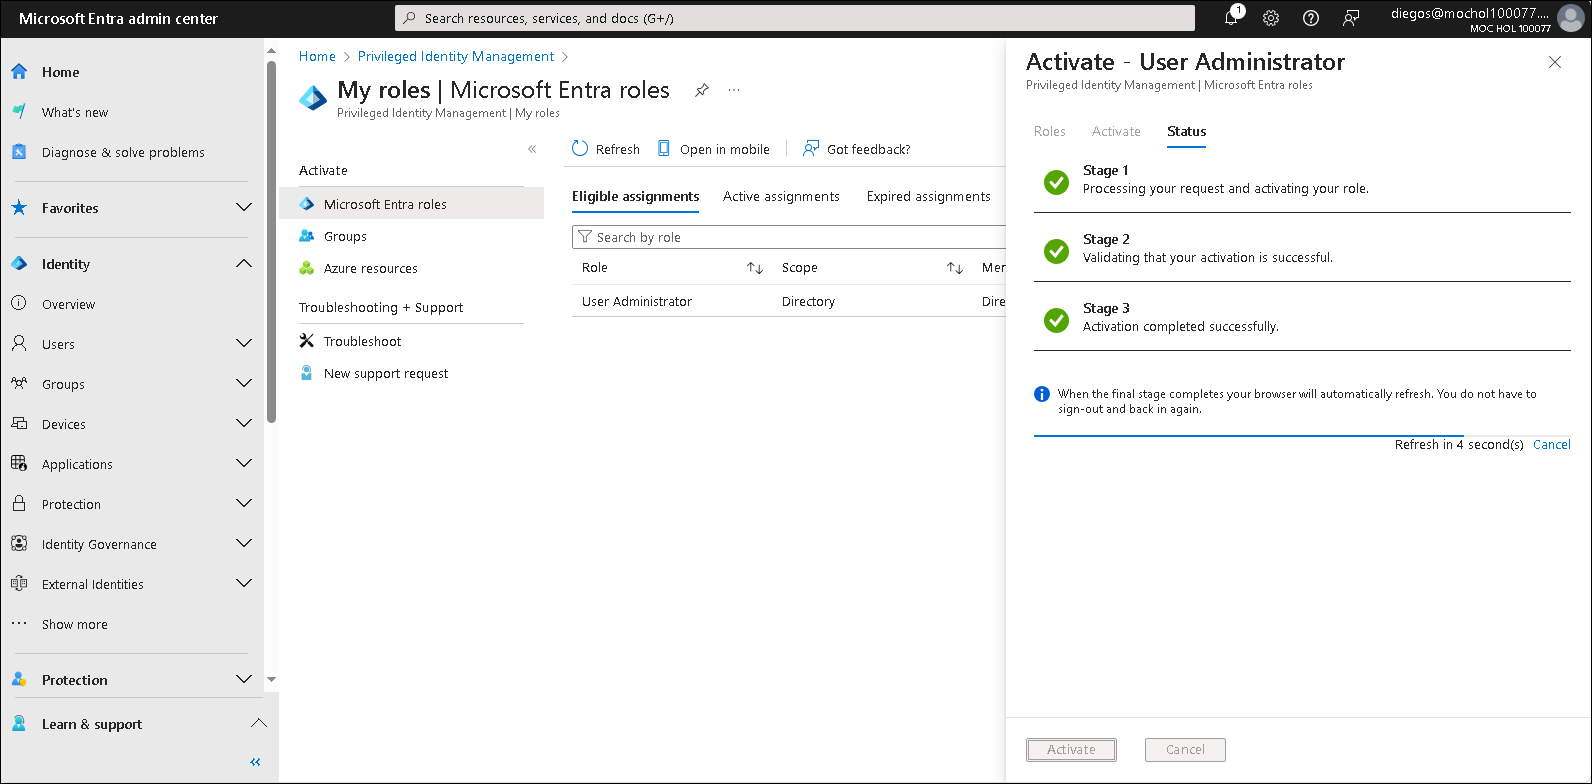 Microsoft Entra admin center
Search resources, services, and docs (G+/)
1
diegos@mochol100077....
MOC HOL 100077
Home
What's new
Diagnose & solve problems
Favorites
Identity
Overview
Users
Groups
Devices
Applications
Protection
Identity Governance
External Identities
Show more
Protection
Learn & support
Home > Privileged Identity Management >
My roles | Microsoft Entra roles
Privileged Identity Management | My roles
Activate
Microsoft Entra roles
Groups
Azure resources
Troubleshooting + Support
Troubleshoot
New support request
Refresh Open in mobile Got feedback?
Eligible assignments Active assignments Expired assignments
Search by role
Role Scope Mer
User Administrator Directory Dire
Activate - User Administrator
Privileged Identity Management | Microsoft Entra roles
Roles Activate Status
Stage 1
Processing your request and activating your role.
Stage 2
Validating that your activation is successful.
Stage 3
Activation completed successfully.
When the final stage completes your browser will automatically refresh. You do not have to
sign-out and back in again.
Refresh in 4 second(s) Cancel
Activate Cancel